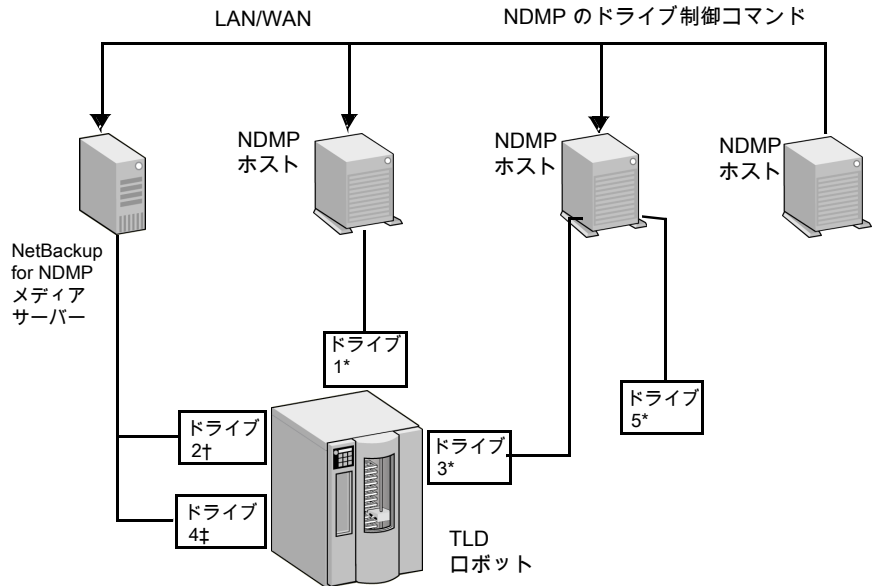 LAN/WAN
NDMP のドライブ制御コマンド
NDMP
ホスト
NDMP
ホスト
NDMP
ホスト
NetBackup
for NDMP
メディア
サーバー
ドライブ
1*
ドライブ
5*
ドライブ
2†
ドライブ
3*
ドライブ
4‡
TLD
ロボット